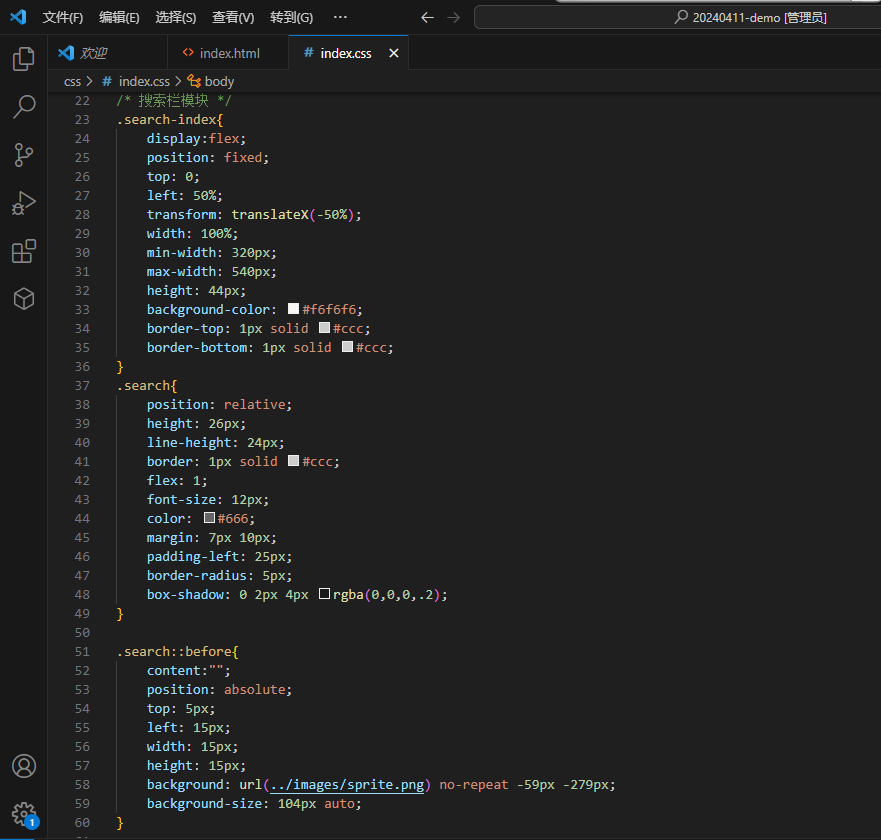 文件(F) 编辑(E) 选择(S) 查看(V) 转到(G) ··· 20240411-demo [管理员]
欢迎 index.html # index.css
css > # index.css > body
22 /* 搜索栏模块 */
23 .search-index{
24 display:flex;
25 position: fixed;
26 top: 0;
27 left: 50%;
28 transform: translateX(-50%);
29 width: 100%;
30 min-width: 320px;
31 max-width: 540px;
32 height: 44px;
33 background-color: #f6f6f6;
34 border-top: 1px solid #ccc;
35 border-bottom: 1px solid #ccc;
36 }
37 .search{
38 position: relative;
39 height: 26px;
40 line-height: 24px;
41 border: 1px solid #ccc;
42 flex: 1;
43 font-size: 12px;
44 color: #666;
45 margin: 7px 10px;
46 padding-left: 25px;
47 border-radius: 5px;
48 box-shadow: 0 2px 4px rgba(0,0,0,.2);
49 }
50
51 .search::before{
52 content:"";
53 position: absolute;
54 top: 5px;
55 left: 15px;
56 width: 15px;
57 height: 15px;
58 background: url(../images/sprite.png) no-repeat -59px -279px;
59 background-size: 104px auto;
60 }
1